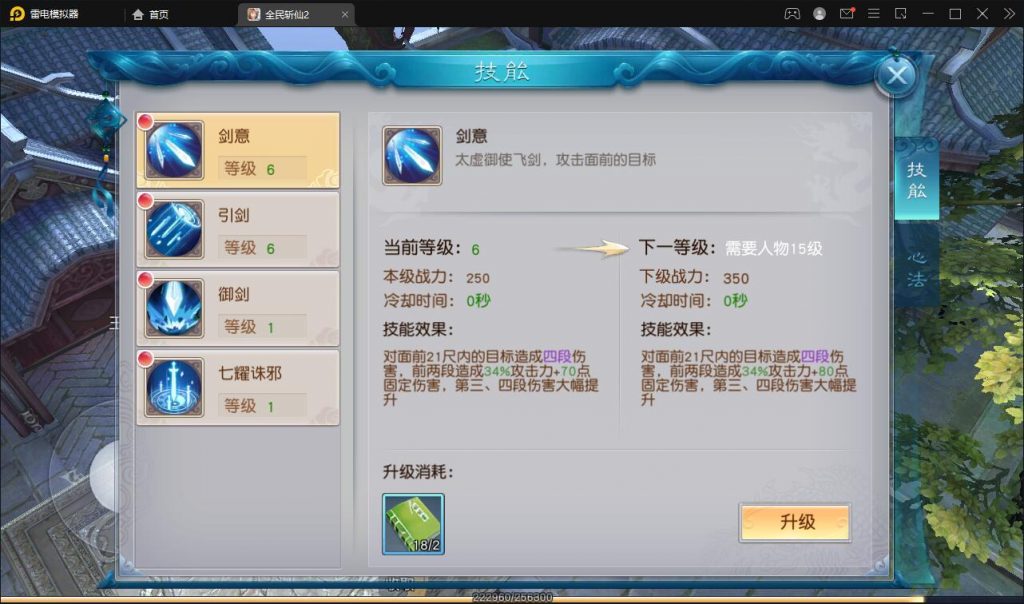 雷电模拟器
首页
全民斩仙2
技能
剑意
等级 6
引剑
等级 6
御剑
等级 1
七耀诛邪
等级 1
剑意
太虚御使飞剑，攻击面前的目标
当前等级：6
本级战力：250
冷却时间：0秒
技能效果：
对面前21尺内的目标造成四段伤
害，前两段造成34%攻击力+70点
固定伤害，第三、四段伤害大幅提
升
下一等级：需要人物15级
下级战力：350
冷却时间：0秒
技能效果：
对面前21尺内的目标造成四段伤
害，前两段造成34%攻击力+80点
固定伤害，第三、四段伤害大幅提
升
升级消耗：
18/2
升级
技能
心法
222960/256300